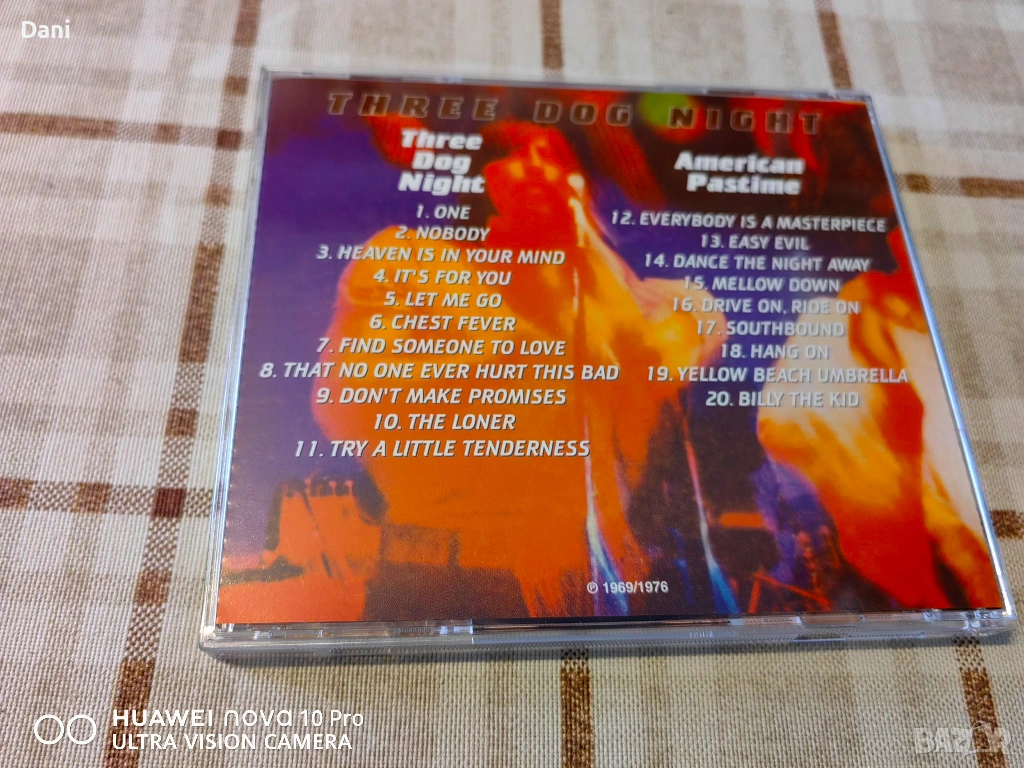 Dani
THREE DOG NIGHT
Three
Dog
Night
1. ONE
2. NOBODY
3. HEAVEN IS IN YOUR MIND
4. IT'S FOR YOU
5. LET ME GO
6. CHEST FEVER
7. FIND SOMEONE TO LOVE
8. THAT NO ONE EVER HURT THIS BAD
9. DON'T MAKE PROMISES
10. THE LONER
11. TRY A LITTLE TENDERNESS
American
Pastime
12. EVERYBODY IS A MASTERPIECE
13. EASY EVIL
14. DANCE THE NIGHT AWAY
15. MELLOW DOWN
16. DRIVE ON, RIDE ON
17. SOUTHBOUND
18. HANG ON
19. YELLOW BEACH UMBRELLA
20. BILLY THE KID
℗ 1969/1976
HUAWEI nova 10 Pro
ULTRA VISION CAMERA
BAZAR